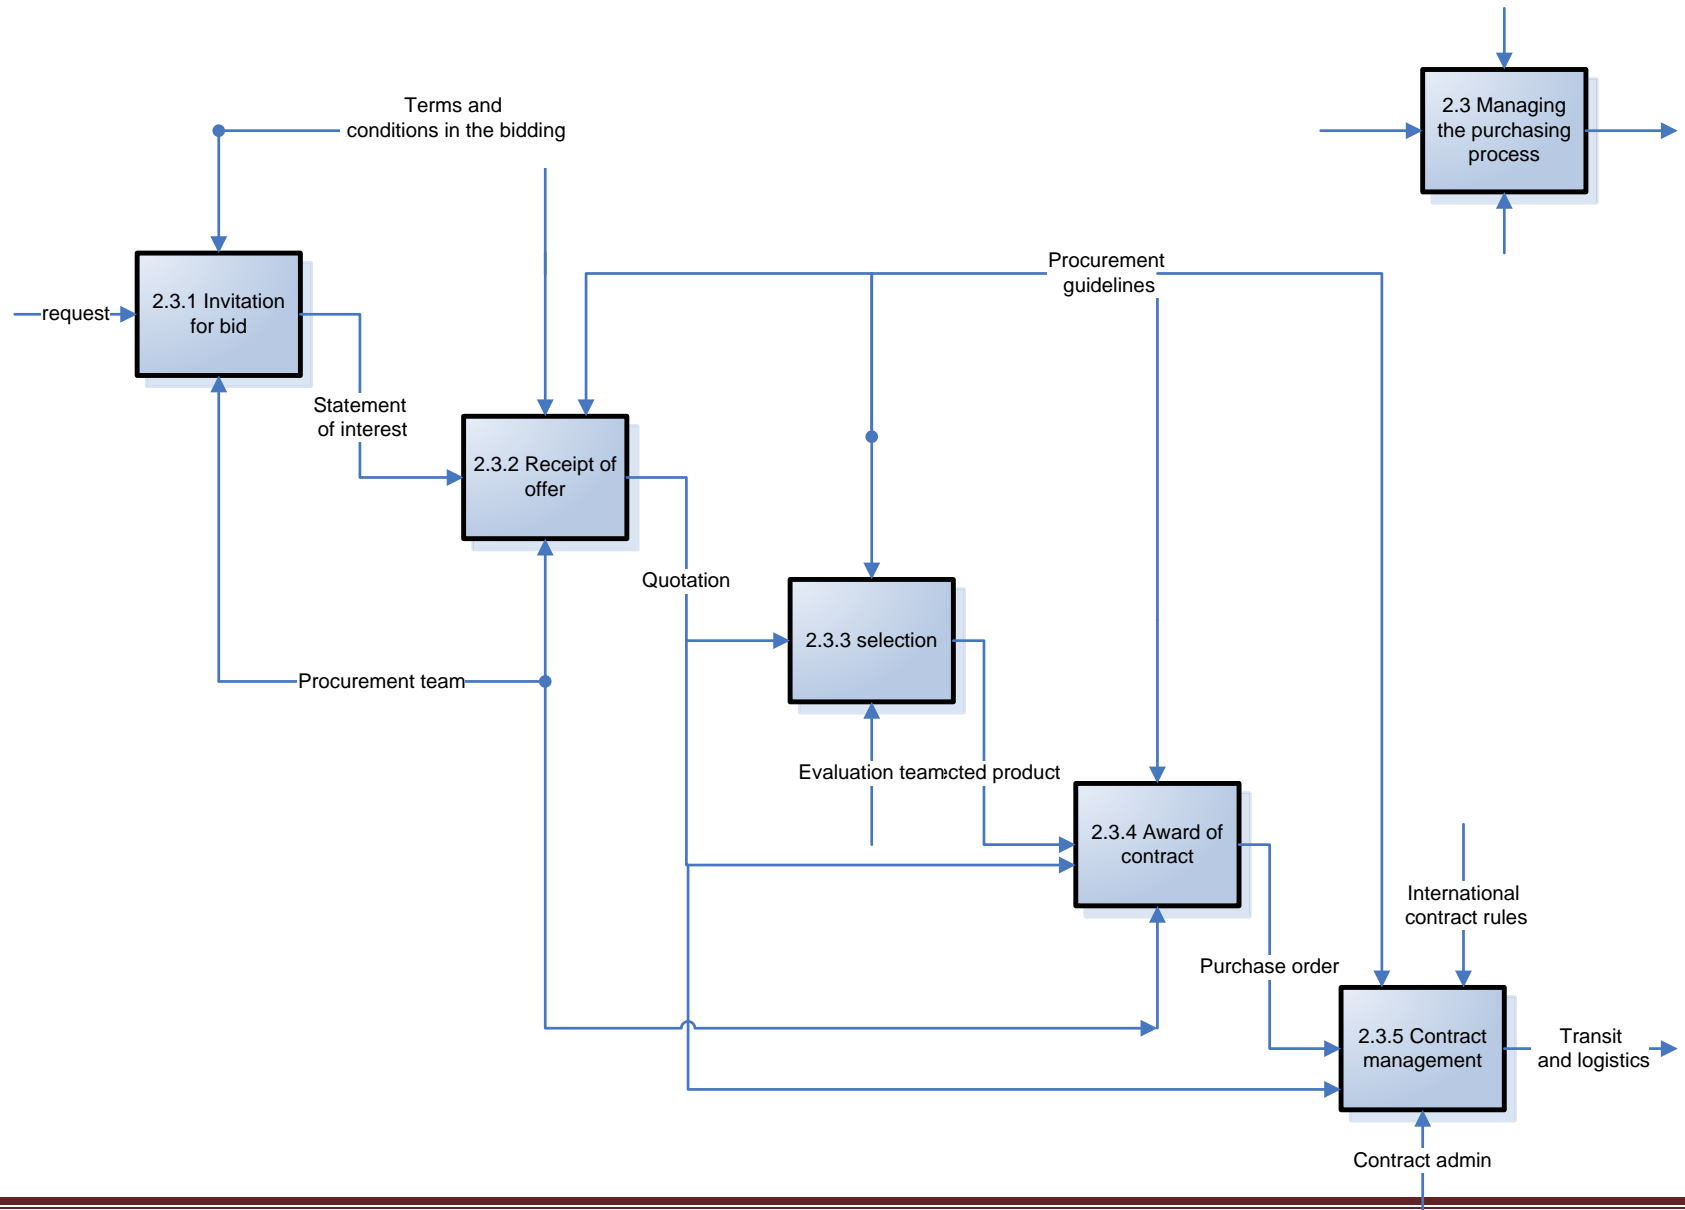 Terms and
conditions in the bidding
2.3 Managing
the purchasing
process
Procurement
guidelines
2.3.1 Invitation
for bid
request
Statement
of interest
2.3.2 Receipt of
offer
Quotation
2.3.3 selection
Procurement team
Evaluation team
product
2.3.4 Award of
contract
International
contract rules
Purchase order
2.3.5 Contract
management
Transit
and logistics
Contract admin